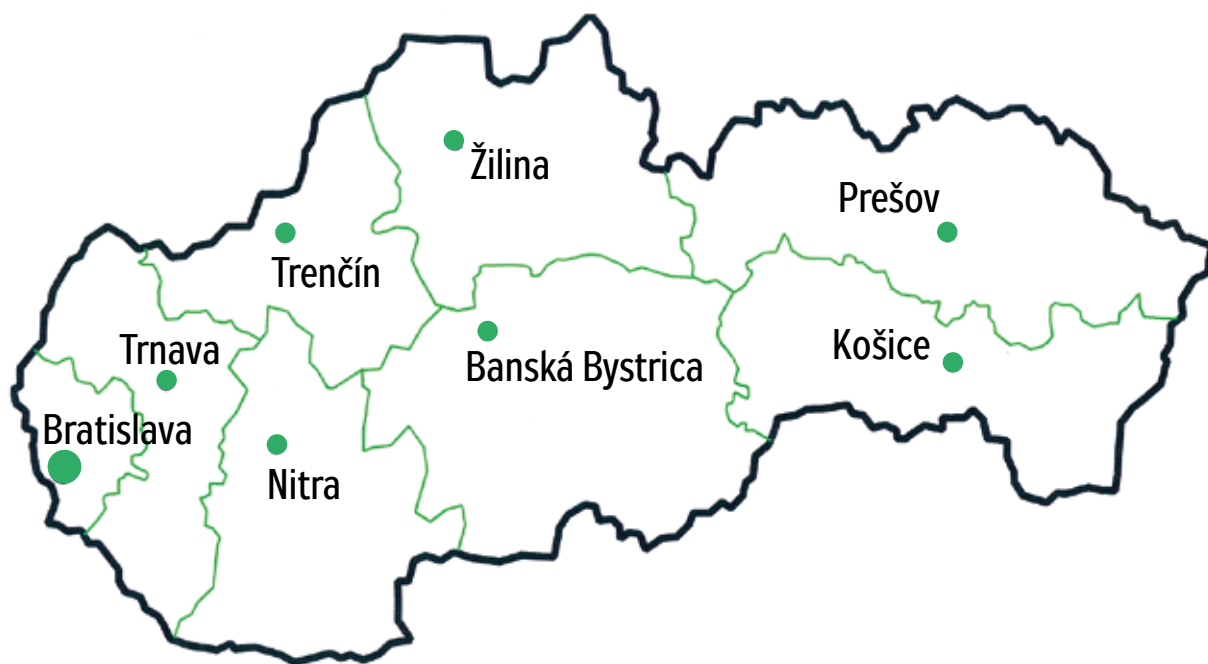 Žilina
Prešov
Trenčín
Trnava
Banská Bystrica
Košice
Bratislava
Nitra